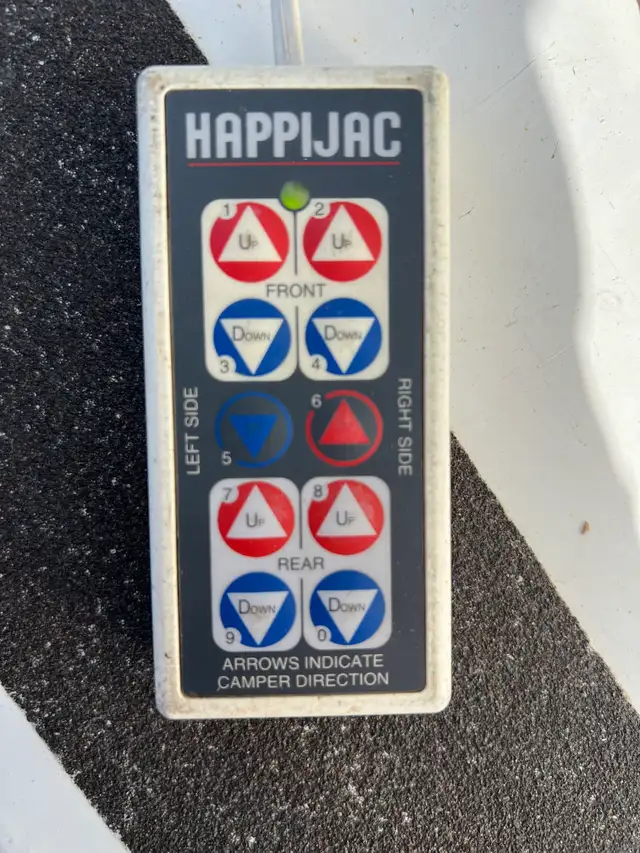 HAPPIJAC
1 2
UP UP
FRONT
DOWN DOWN
3 4
LEFT SIDE
6
RIGHT SIDE
5
7 8
UP UP
REAR
DOWN DOWN
9 0
ARROWS INDICATE
CAMPER DIRECTION